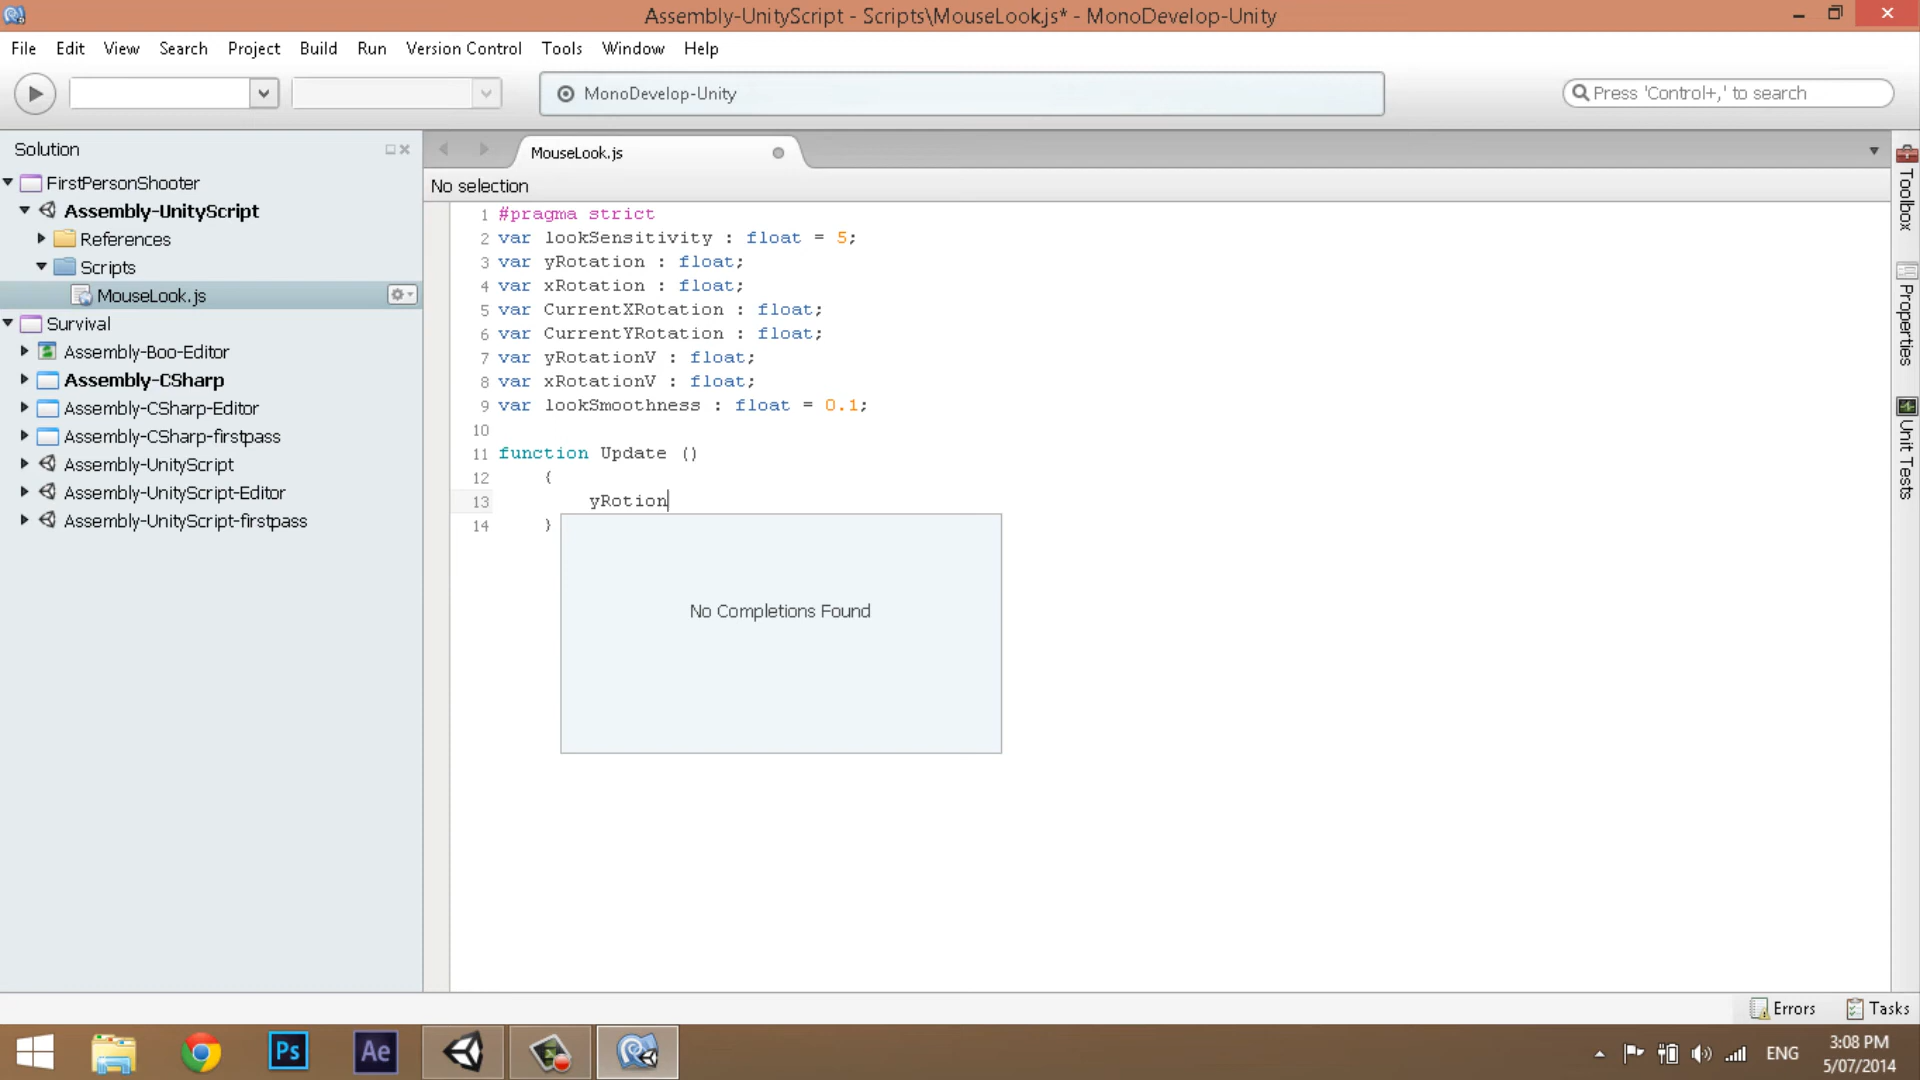 Assembly-UnityScript - Scripts\MouseLook.js* - MonoDevelop-Unity
File Edit View Search Project Build Run Version Control Tools Window Help
MonoDevelop-Unity
Press 'Control+,' to search
Solution
MouseLook.js
No selection
FirstPersonShooter
Assembly-UnityScript
References
Scripts
MouseLook.js
Survival
Assembly-Boo-Editor
Assembly-CSharp
Assembly-CSharp-Editor
Assembly-CSharp-firstpass
Assembly-UnityScript
Assembly-UnityScript-Editor
Assembly-UnityScript-firstpass
1 #pragma strict
2 var lookSensitivity : float = 5;
3 var yRotation : float;
4 var xRotation : float;
5 var CurrentXRotation : float;
6 var CurrentYRotation : float;
7 var yRotationV : float;
8 var xRotationV : float;
9 var lookSmoothness : float = 0.1;
10
11 function Update ()
12 {
13 yRotion
14 }
No Completions Found
Toolbox
Properties
Unit Tests
Errors Tasks
Ps
Ae
ENG
3:08 PM
5/07/2014